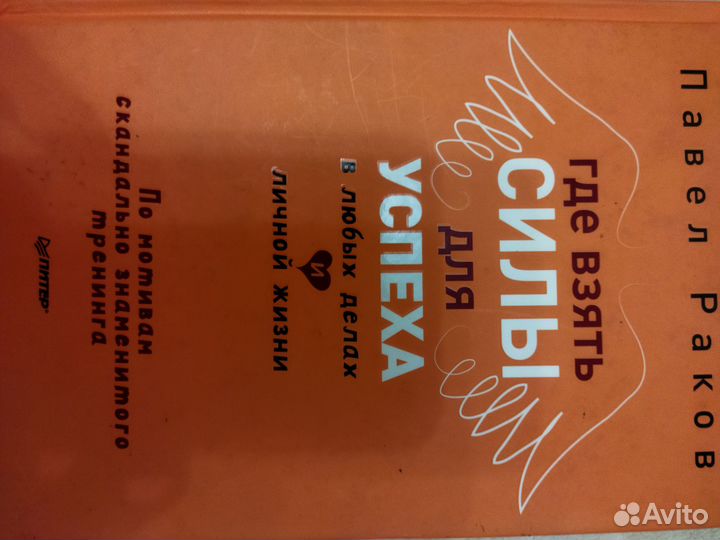 Павел Раков
где взять
СИЛЫ
для
УСПЕХА
в любых делах
и
личной жизни
По мотивам
скандально знаменитого
тренинга
ПИТЕР®
Avito